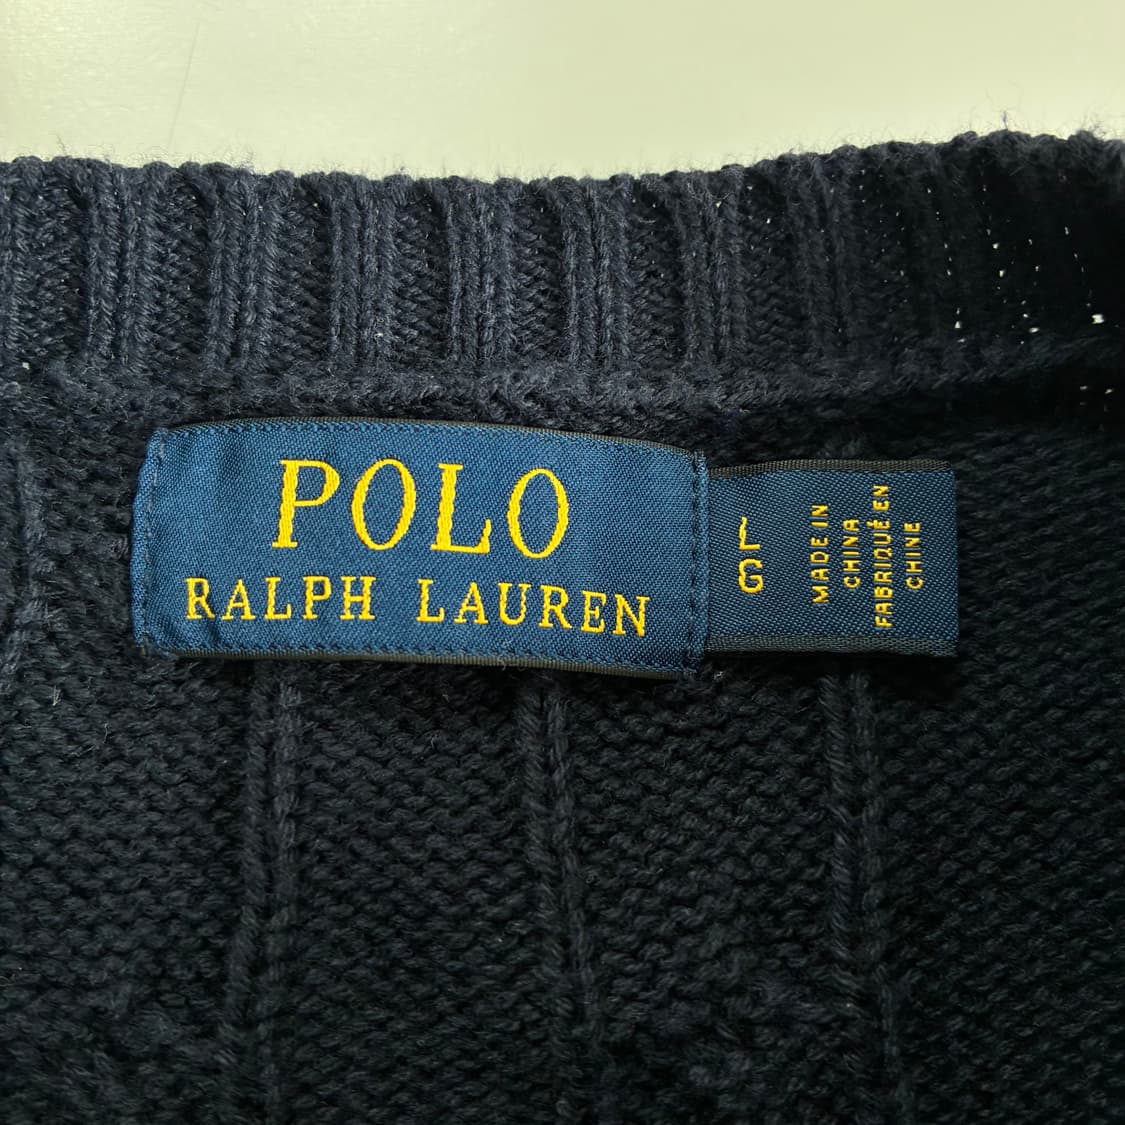 POLO
RALPH LAUREN
L
G
MADE IN
CHINA
FABRIQUÉ EN
CHINE